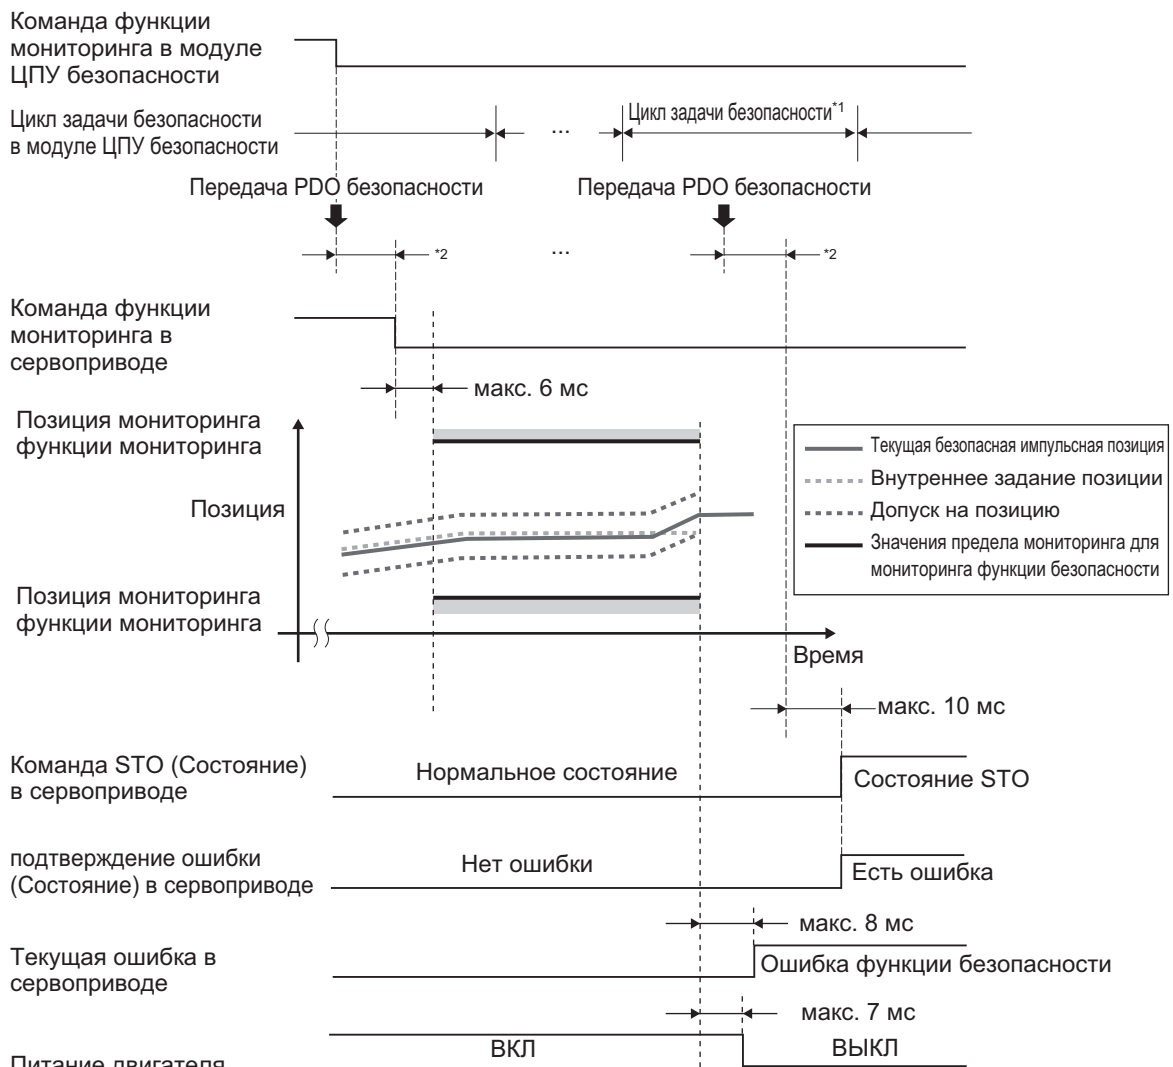 Команда функции
мониторинга в модуле
ЦПУ безопасности
Цикл задачи безопасности
в модуле ЦПУ безопасности
...
Цикл задачи безопасности*1
Передача PDO безопасности
Передача PDO безопасности
*2
...
*2
Команда функции
мониторинга в
сервоприводе
макс. 6 мс
Позиция мониторинга
функции мониторинга
Позиция
Позиция мониторинга
функции мониторинга
Текущая безопасная импульсная позиция
Внутреннее задание позиции
Допуск на позицию
Значения предела мониторинга для
мониторинга функции безопасности
Время
макс. 10 мс
Команда STO (Состояние)
в сервоприводе
Нормальное состояние
Состояние STO
подтверждение ошибки
(Состояние) в сервоприводе
Нет ошибки
Есть ошибка
макс. 8 мс
Текущая ошибка в
сервоприводе
Ошибка функции безопасности
макс. 7 мс
Питание двигателя
ВКЛ
ВЫКЛ